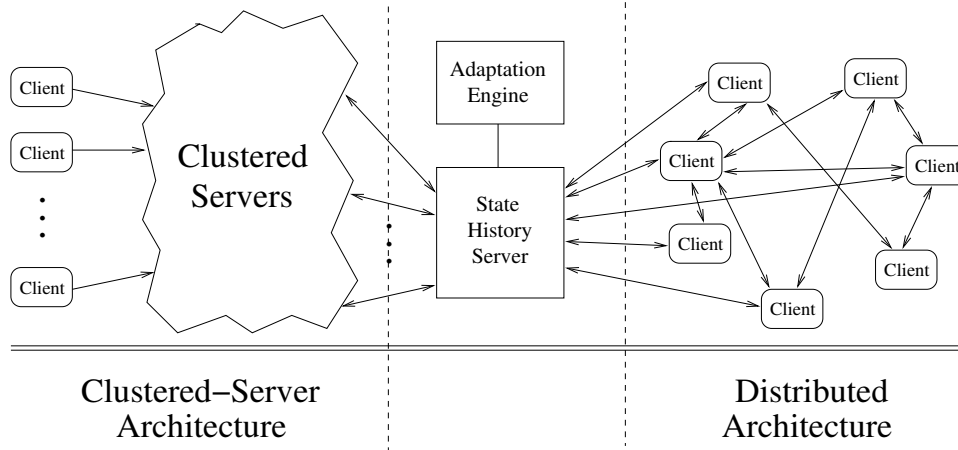 Client
Client
Client
Clustered
Servers
Adaptation
Engine
State
History
Server
Client
Client
Client
Client
Client
Client
Client
Clustered−Server
Architecture
Distributed
Architecture